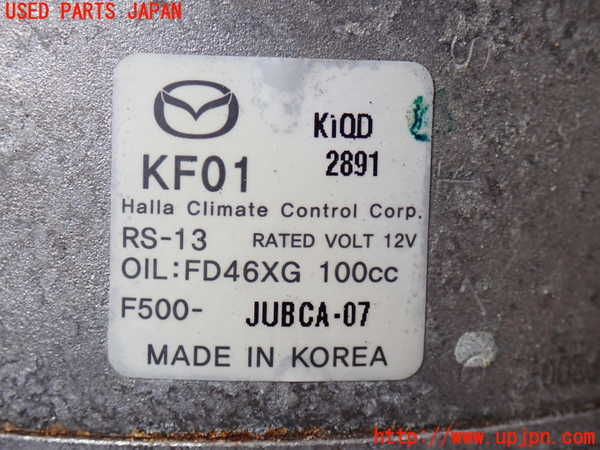 USED PARTS JAPAN
KiQD
KF01
2891
Halla Climate Control Corp.
RS-13 RATED VOLT 12V
OIL:FD46XG 100cc
F500- JUBCA-07
MADE IN KOREA
http://www.upjpn.com/